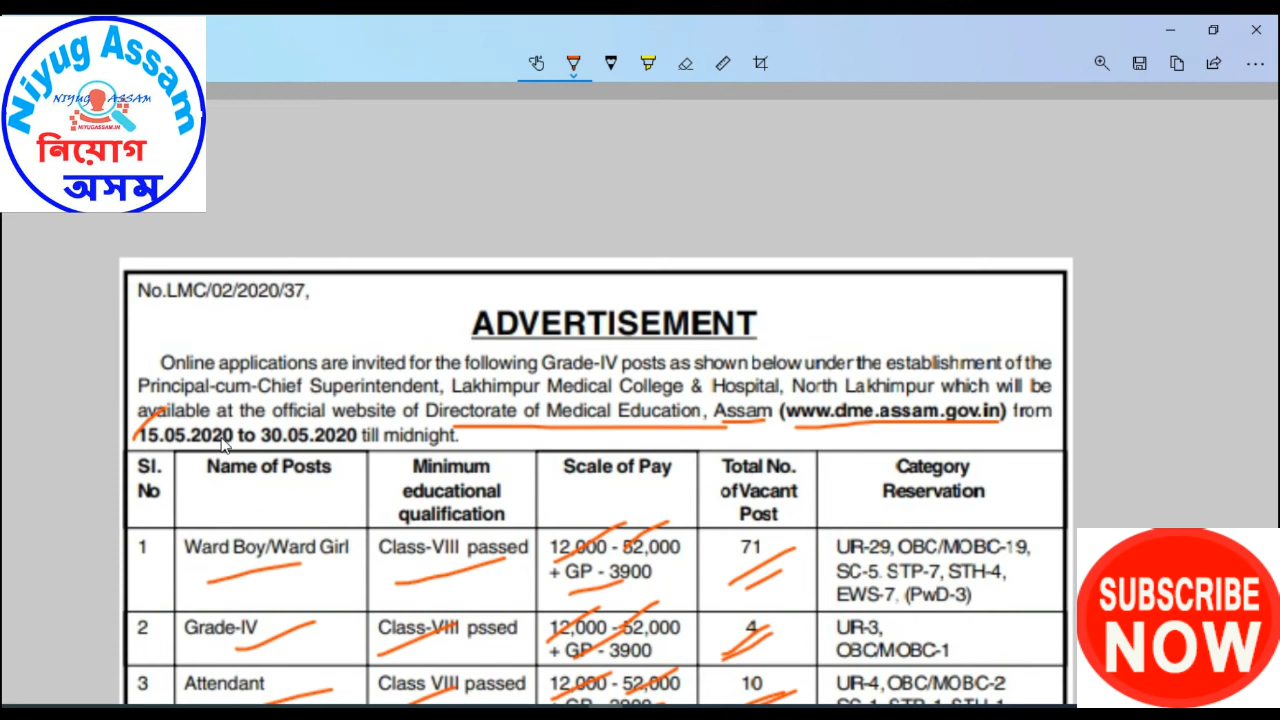 Niyug Assam
NIYUG ASSAM
NIYUGASSAM.IN
নিয়োগ
অসম
No.LMC/02/2020/37,
ADVERTISEMENT
Online applications are invited for the following Grade-IV posts as shown below under the establishment of the
Principal-cum-Chief Superintendent, Lakhimpur Medical College & Hospital, North Lakhimpur which will be
available at the official website of Directorate of Medical Education, Assam (www.dme.assam.gov.in) from
15.05.2020 to 30.05.2020 till midnight.
Sl. No
Name of Posts
Minimum
educational
qualification
Scale of Pay
Total No.
of Vacant
Post
Category
Reservation
1
Ward Boy/Ward Girl
Class-VIII passed
12,000 - 52,000
+ GP - 3900
71
UR-29, OBC/MOBC-19,
SC-5. STP-7, STH-4,
EWS-7, (PwD-3)
2
Grade-IV
Class-VIII pssed
12,000 - 52,000
+ GP - 3900
4
UR-3,
OBC/MOBC-1
3
Attendant
Class VIII passed
12,000 - 52,000
10
UR-4, OBC/MOBC-2
SUBSCRIBE
NOW